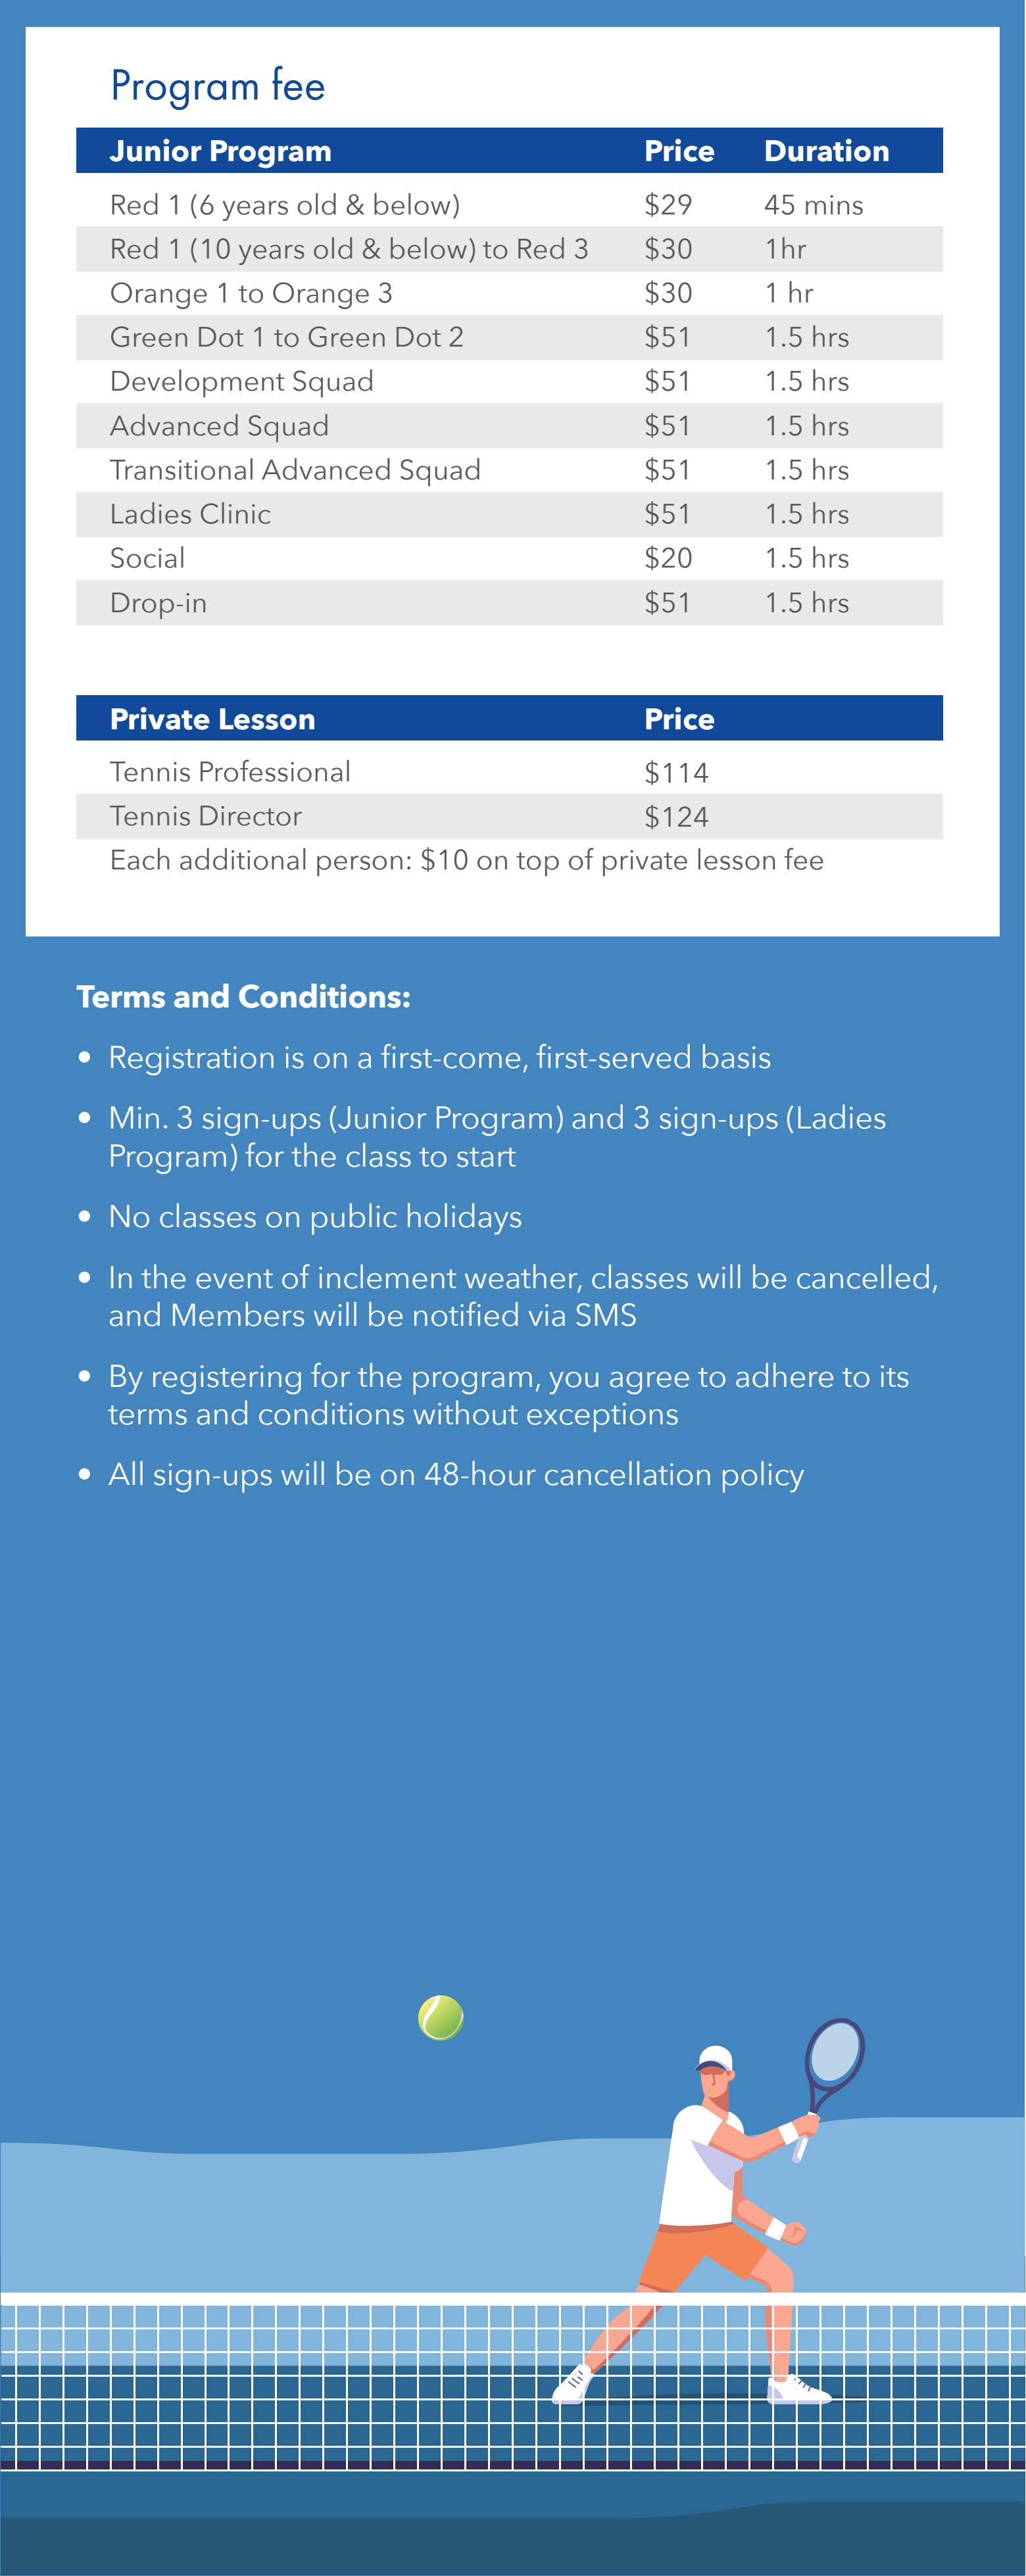 Program fee
Junior Program Price Duration
Red 1 (6 years old & below) $29 45 mins
Red 1 (10 years old & below) to Red 3 $30 1hr
Orange 1 to Orange 3 $30 1 hr
Green Dot 1 to Green Dot 2 $51 1.5 hrs
Development Squad $51 1.5 hrs
Advanced Squad $51 1.5 hrs
Transitional Advanced Squad $51 1.5 hrs
Ladies Clinic $51 1.5 hrs
Social $20 1.5 hrs
Drop-in $51 1.5 hrs
Private Lesson Price
Tennis Professional $114
Tennis Director $124
Each additional person: $10 on top of private lesson fee
Terms and Conditions:
• Registration is on a first-come, first-served basis
• Min. 3 sign-ups (Junior Program) and 3 sign-ups (Ladies
Program) for the class to start
• No classes on public holidays
• In the event of inclement weather, classes will be cancelled,
and Members will be notified via SMS
• By registering for the program, you agree to adhere to its
terms and conditions without exceptions
• All sign-ups will be on 48-hour cancellation policy